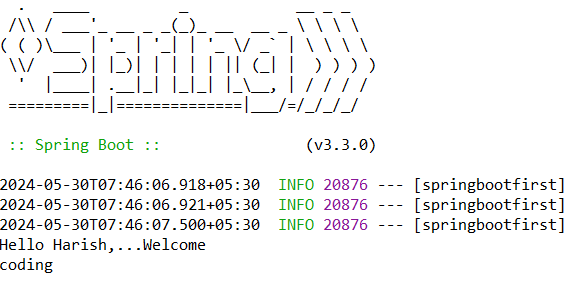 .   ____          _            __ _ _
 /\\ / ___'_ __ _ _(_)_ __  __ _ \ \ \ \
( ( )\___ | '_ | '_| | '_ \/ _` | \ \ \ \
 \\/  ___)| |_)| | | | | || (_| |  ) ) ) )
  '  |____| .__|_| |_|_| |_\__, | / / / /
 =========|_|==============|___/=/_/_/_/
 :: Spring Boot ::                (v3.3.0)
2024-05-30T07:46:06.918+05:30  INFO 20876 --- [springbootfirst]
2024-05-30T07:46:06.921+05:30  INFO 20876 --- [springbootfirst]
2024-05-30T07:46:07.500+05:30  INFO 20876 --- [springbootfirst]
Hello Harish,...Welcome
coding